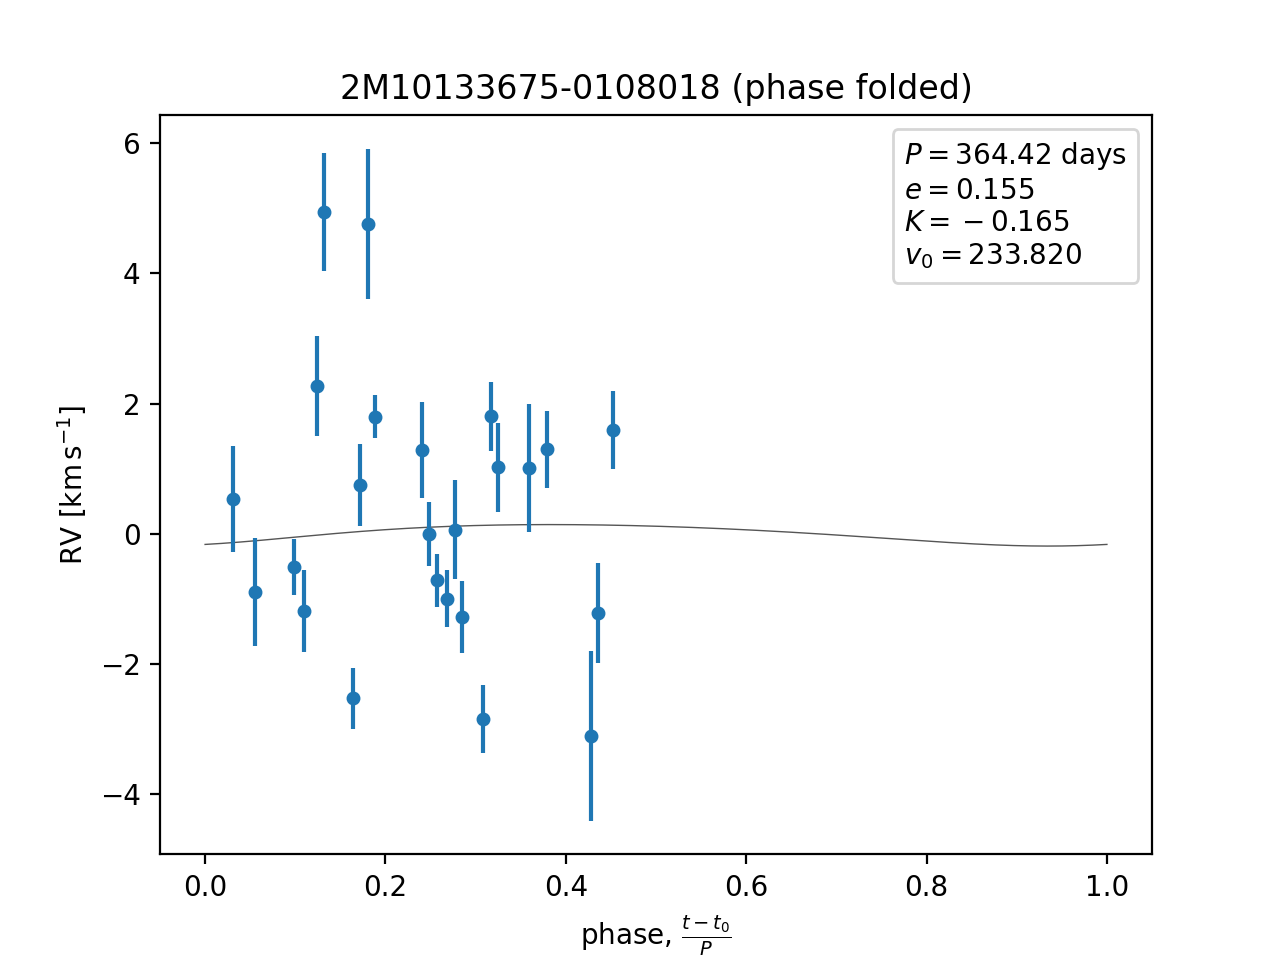 2M10133675-0108018 (phase folded)
P = 364.42 days
e = 0.155
K = −0.165
v₀ = 233.820
6
4
2
0
−2
−4
RV [km s⁻¹]
0.0 0.2 0.4 0.6 0.8 1.0
phase, (t − t₀)/P